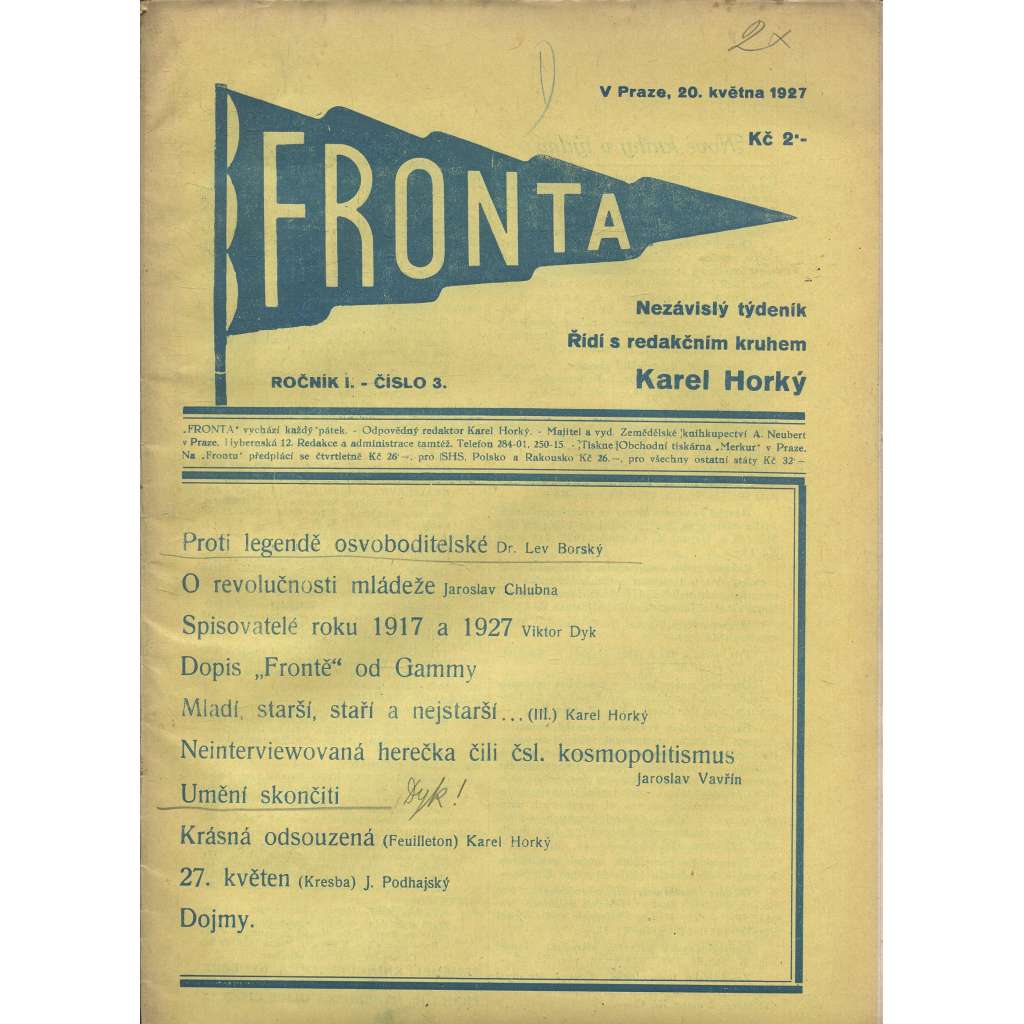 2x
V Praze, 20. května 1927
Kč 2·-
FRONTA
Nezávislý týdeník
Řídí s redakčním kruhem
Karel Horký
ROČNÍK I. - ČÍSLO 3.
„FRONTA“ vychází každý pátek. - Odpovědný redaktor Karel Horký. - Majitel a vyd. Zemědělské knihkupectví A. Neubert
v Praze, Hybernská 12. Redakce a administrace tamtéž. Telefon 284-01, 250-15. - Tiskne Obchodní tiskárna „Merkur“ v Praze.
Na „Frontu“ předplácí se čtvrtletně Kč 26·—, pro SHS, Polsko a Rakousko Kč 26.—, pro všechny ostatní státy Kč 32·—
Proti legendě osvoboditelské Dr. Lev Borský
O revolučnosti mládeže Jaroslav Chlubna
Spisovatelé roku 1917 a 1927 Viktor Dyk
Dopis „Frontě“ od Gammy
Mladí, starší, staří a nejstarší... (III.) Karel Horký
Neinterviewovaná herečka čili čsl. kosmopolitismus
Jaroslav Vavřín
Umění skončiti Dyk!
Krásná odsouzená (Feuilleton) Karel Horký
27. květen (Kresba) J. Podhajský
Dojmy.